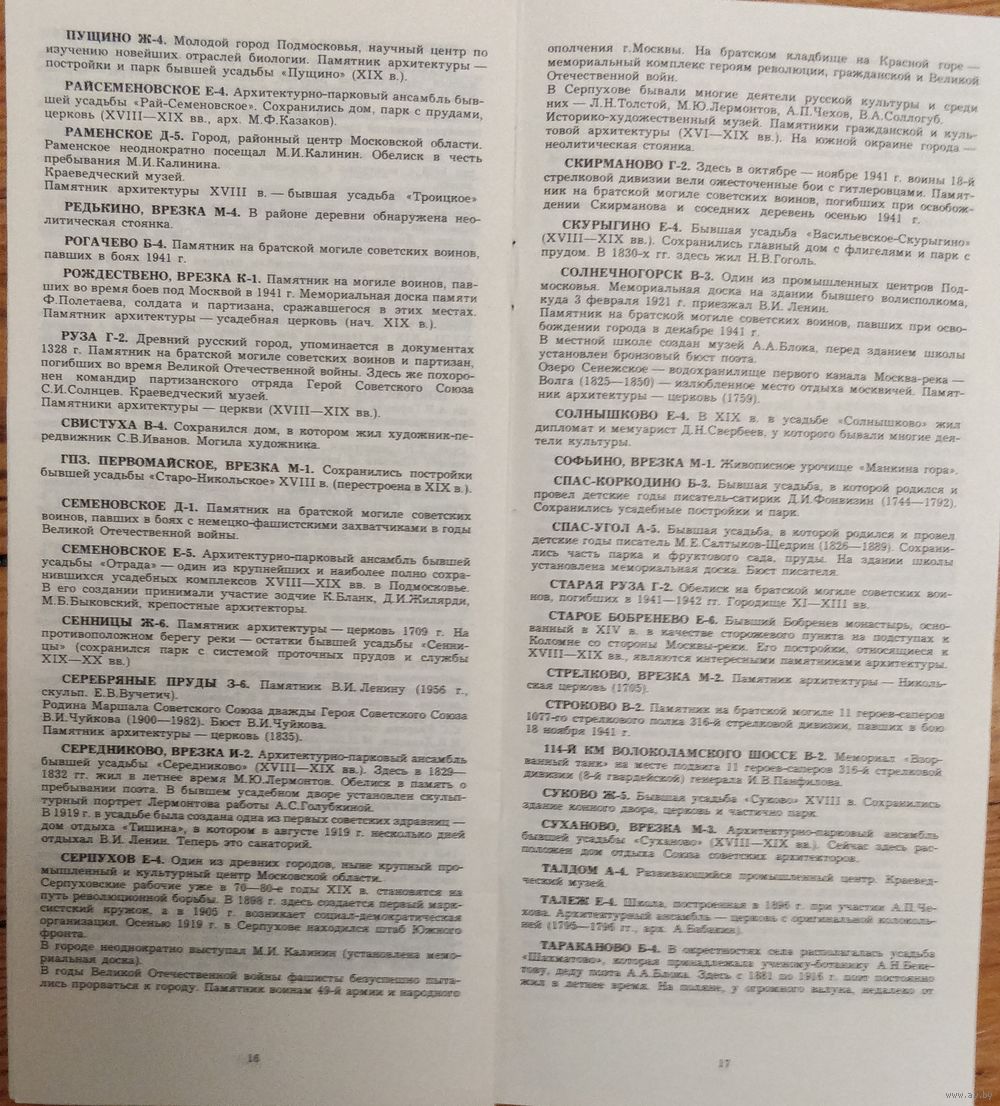 ПУЩИНО Ж-4. Молодой город Подмосковья, научный центр по
изучению новейших отраслей биологии. Памятник архитектуры —
постройки и парк бывшей усадьбы «Пущино» (XIX в.).
РАЙСЕМЕНОВСКОЕ Е-4. Архитектурно-парковый ансамбль быв-
шей усадьбы «Рай-Семеновское». Сохранились дом, парк с прудами,
церковь (XVIII—XIX вв., арх. М.Ф.Казаков).
РАМЕНСКОЕ Д-5. Город, районный центр Московской области.
Раменское неоднократно посещал М.И.Калинин. Обелиск в честь
пребывания М.И.Калинина.
Краеведческий музей.
Памятник архитектуры XVIII в. — бывшая усадьба «Троицкое»
РЕДЬКИНО, ВРЕЗКА М-4. В районе деревни обнаружена нео-
литическая стоянка.
РОГАЧЕВО Б-4. Памятник на братской могиле советских воинов,
павших в боях 1941 г.
РОЖДЕСТВЕНО, ВРЕЗКА К-1. Памятник на могиле воинов, пав-
ших во время боев под Москвой в 1941 г. Мемориальная доска памяти
Ф.Полетаева, солдата и партизана, сражавшегося в этих местах.
Памятник архитектуры — усадебная церковь (нач. XIX в.).
РУЗА Г-2. Древний русский город, упоминается в документах
1328 г. Памятник на братской могиле советских воинов и партизан,
погибших во время Великой Отечественной войны. Здесь же похоро-
нен командир партизанского отряда Герой Советского Союза
С.И.Солнцев. Краеведческий музей.
Памятники архитектуры — церкви (XVIII—XIX вв.).
СВИСТУХА В-4. Сохранился дом, в котором жил художник-пе-
редвижник С.В.Иванов. Могила художника.
ГПЗ. ПЕРВОМАЙСКОЕ, ВРЕЗКА М-1. Сохранились постройки
бывшей усадьбы «Старо-Никольское» XVIII в. (перестроена в XIX в.).
СЕМЕНОВСКОЕ Д-1. Памятник на братской могиле советских
воинов, павших в боях с немецко-фашистскими захватчиками в годы
Великой Отечественной войны.
СЕМЕНОВСКОЕ Е-5. Архитектурно-парковый ансамбль бывшей
усадьбы «Отрада» — один из крупнейших и наиболее полно сохра-
нившихся усадебных комплексов XVIII—XIX вв. в Подмосковье.
В его создании принимали участие зодчие К.Бланк, Д.И.Жилярди,
М.Б.Быковский, крепостные архитекторы.
СЕННИЦЫ Ж-6. Памятник архитектуры — церковь 1709 г. На
противоположном берегу реки — остатки бывшей усадьбы «Сенни-
цы» (сохранился парк с системой проточных прудов и службы
XIX—XX вв.)
СЕРЕБРЯНЫЕ ПРУДЫ З-6. Памятник В.И.Ленину (1956 г.,
скульп. Е.В.Вучетич).
Родина Маршала Советского Союза дважды Героя Советского Союза
В.И.Чуйкова (1900—1982). Бюст В.И.Чуйкова.
Памятник архитектуры — церковь (1835).
СЕРЕДНИКОВО, ВРЕЗКА И-2. Архитектурно-парковый ансамбль
бывшей усадьбы «Середниково» (XVIII—XIX вв.). Здесь в 1829—
1832 гг. жил в летнее время М.Ю.Лермонтов. Обелиск в память о
пребывании поэта. В бывшем усадебном дворе установлен скульп-
турный портрет Лермонтова работы А.С.Голубкиной.
В 1919 г. в усадьбе была создана одна из первых советских здравниц —
дом отдыха «Тишина», в котором в августе 1919 г. несколько дней
отдыхал В.И. Ленин. Теперь это санаторий.
СЕРПУХОВ Е-4. Один из древних городов, ныне крупный про-
мышленный и культурный центр Московской области.
Серпуховские рабочие уже в 70—80-е годы XIX в. становятся на
путь революционной борьбы. В 1898 г. здесь создается первый марк-
систский кружок, а в 1905 г. возникает социал-демократическая
организация. Осенью 1919 г. в Серпухове находился штаб Южного
фронта.
В городе неоднократно выступал М.И. Калинин (установлена мемо-
риальная доска).
В годы Великой Отечественной войны фашисты безуспешно пыта-
лись прорваться к городу. Памятник воинам 49-й армии и народного
16
ополчения г.Москвы. На братском кладбище на Красной горе —
мемориальный комплекс героям революции, гражданской и Великой
Отечественной войн.
В Серпухове бывали многие деятели русской культуры и среди
них — Л.Н.Толстой, М.Ю.Лермонтов, А.П.Чехов, В.А.Соллогуб.
Историко-художественный музей. Памятники гражданской и куль-
товой архитектуры (XVI—XIX вв.). На южной окраине города —
неолитическая стоянка.
СКИРМАНОВО Г-2. Здесь в октябре — ноябре 1941 г. воины 18-й
стрелковой дивизии вели ожесточенные бои с гитлеровцами. Памят-
ник на братской могиле советских воинов, погибших при освобож-
дении Скирманова и соседних деревень осенью 1941 г.
СКУРЫГИНО Е-4. Бывшая усадьба «Васильевское-Скурыгино»
(XVIII—XIX вв.). Сохранились главный дом с флигелями и парк с
прудом. В 1830-х гг. здесь жил Н.В.Гоголь.
СОЛНЕЧНОГОРСК В-3. Один из промышленных центров Под-
московья. Мемориальная доска на здании бывшего волисполкома,
куда 3 февраля 1921 г. приезжал В.И. Ленин.
Памятник на братской могиле советских воинов, павших при осво-
бождении города в декабре 1941 г.
В местной школе создан музей А.А.Блока, перед зданием школы
установлен бронзовый бюст поэта.
Озеро Сенежское — водохранилище первого канала Москва-река —
Волга (1825—1850) — излюбленное место отдыха москвичей. Памят-
ник архитектуры — церковь (1759).
СОЛНЫШКОВО Е-4. В XIX в. в усадьбе «Солнышково» жил
дипломат и мемуарист Д.Н.Свербеев, у которого бывали многие дея-
тели культуры.
СОФЬИНО, ВРЕЗКА М-1. Живописное урочище «Манкина гора».
СПАС-КОРКОДИНО Б-3. Бывшая усадьба, в которой родился и
провел детские годы писатель-сатирик Д.И.Фонвизин (1744—1792).
Сохранились усадебные постройки и парк.
СПАС-УГОЛ А-5. Бывшая усадьба, в которой родился и провел
детские годы писатель М.Е.Салтыков-Щедрин (1826—1889). Сохрани-
лись часть парка и фруктового сада, пруды. На здании школы
установлена мемориальная доска. Бюст писателя.
СТАРАЯ РУЗА Г-2. Обелиск на братской могиле советских вои-
нов, погибших в 1941—1942 гг. Городище XI—XIII вв.
СТАРОЕ БОБРЕНЕВО Е-6. Бывший Бобренев монастырь, осно-
ванный в XIV в. в качестве сторожевого пункта на подступах к
Коломне со стороны Москвы-реки. Его постройки, относящиеся к
XVIII—XIX вв., являются интересными памятниками архитектуры.
СТРЕЛКОВО, ВРЕЗКА М-2. Памятник архитектуры — Николь-
ская церковь (1705).
СТРОКОВО В-2. Памятник на братской могиле 11 героев-саперов
1077-го стрелкового полка 316-й стрелковой дивизии, павших в бою
18 ноября 1941 г.
114-Й КМ ВОЛОКОЛАМСКОГО ШОССЕ В-2. Мемориал «Взор-
ванный танк» на месте подвига 11 героев-саперов 316-й стрелковой
дивизии (8-й гвардейской) генерала И.В.Панфилова.
СУКОВО Ж-5. Бывшая усадьба «Суково» XVIII в. Сохранились
здание конного двора, церковь и частично парк.
СУХАНОВО, ВРЕЗКА М-3. Архитектурно-парковый ансамбль
бывшей усадьбы «Суханово» (XVIII—XIX вв.). Сейчас здесь рас-
положен дом отдыха Союза советских архитекторов.
ТАЛДОМ А-4. Развивающийся промышленный центр. Краевед-
ческий музей.
ТАЛЕЖ Е-4. Школа, построенная в 1896 г. при участии А.П.Че-
хова. Архитектурный ансамбль — церковь с оригинальной колоколь-
ней (1795—1796 гг., арх. А.Бабакин).
ТАРАКАНОВО Б-4. В окрестностях села располагалась усадьба
«Шахматово», которая принадлежала ученому-ботанику А.Н.Беке-
тову, деду поэта А.А.Блока. Здесь с 1881 по 1916 г. поэт постоянно
жил в летнее время. На поляне, у огромного валуна, недалеко от
17
www.ay.by